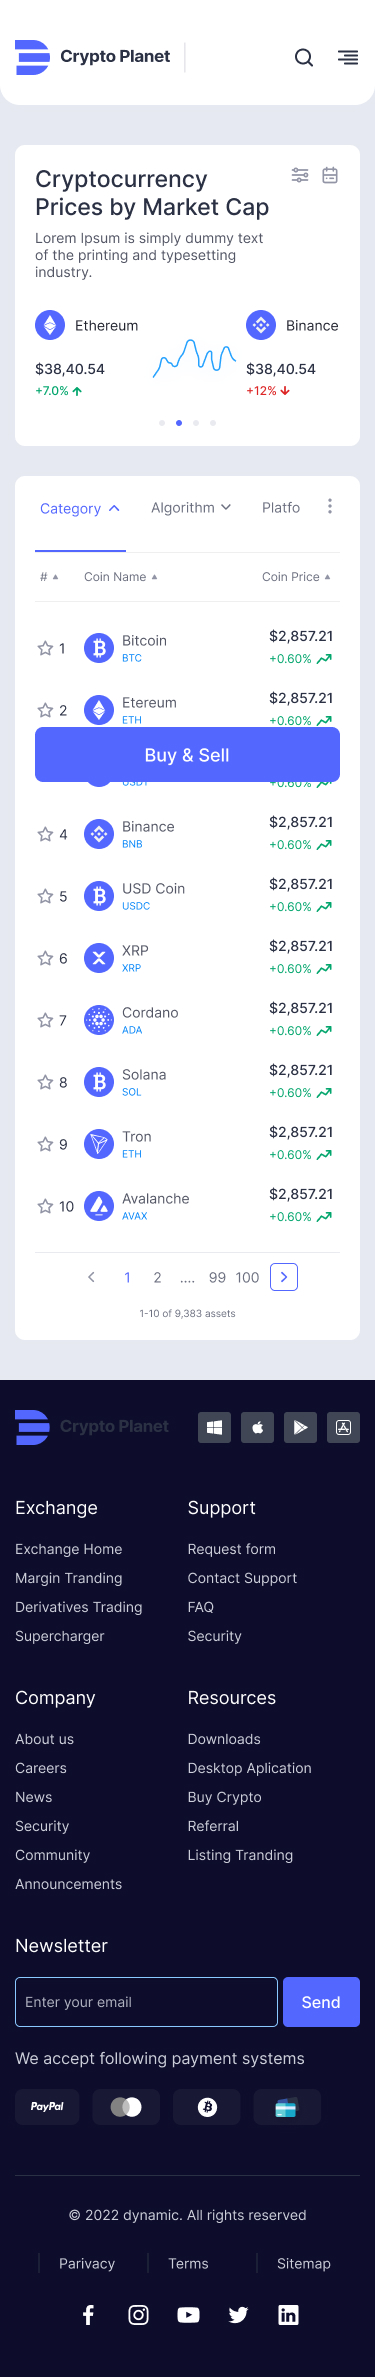 Crypto Planet
Cryptocurrency
Prices by Market Cap
Lorem Ipsum is simply dummy text
of the printing and typesetting
industry.
Ethereum
$38,40.54
+7.0%
Binance
$38,40.54
+12%
Category
Algorithm
Platfo
#
Coin Name
Coin Price
1
Bitcoin
BTC
$2,857.21
+0.60%
2
Etereum
ETH
$2,857.21
+0.60%
Buy & Sell
USDT
+0.60%
4
Binance
BNB
$2,857.21
+0.60%
5
USD Coin
USDC
$2,857.21
+0.60%
6
XRP
XRP
$2,857.21
+0.60%
7
Cordano
ADA
$2,857.21
+0.60%
8
Solana
SOL
$2,857.21
+0.60%
9
Tron
ETH
$2,857.21
+0.60%
10
Avalanche
AVAX
$2,857.21
+0.60%
1 2 .... 99 100
1-10 of 9,383 assets
Crypto Planet
Exchange
Exchange Home
Margin Tranding
Derivatives Trading
Supercharger
Support
Request form
Contact Support
FAQ
Security
Company
About us
Careers
News
Security
Community
Announcements
Resources
Downloads
Desktop Aplication
Buy Crypto
Referral
Listing Tranding
Newsletter
Enter your email
Send
We accept following payment systems
PayPal
© 2022 dynamic. All rights reserved
Parivacy
Terms
Sitemap